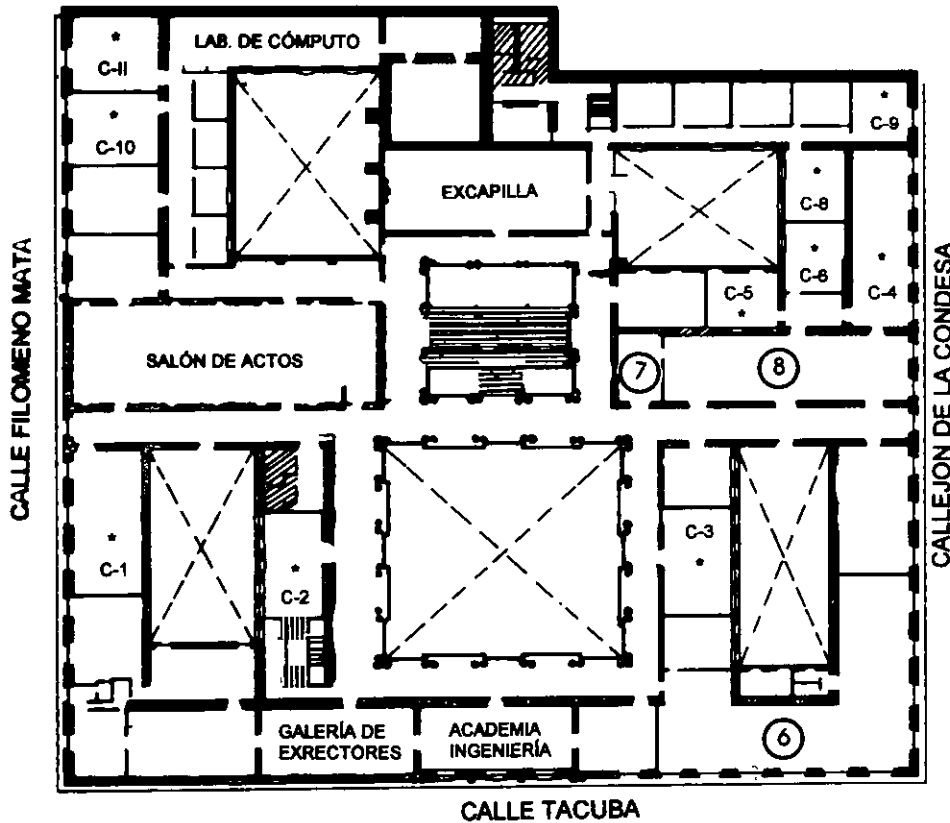 LAB. DE CÓMPUTO
*
C-II
*
C-10
*
C-9
EXCAPILLA
*
C-8
*
C-6
*
C-4
C-5
*
SALÓN DE ACTOS
7
8
CALLE FILOMENO MATA
CALLEJON DE LA CONDESA
*
C-1
*
C-2
C-3
*
GALERÍA DE
EXRECTORES
ACADEMIA
INGENIERÍA
6
CALLE TACUBA